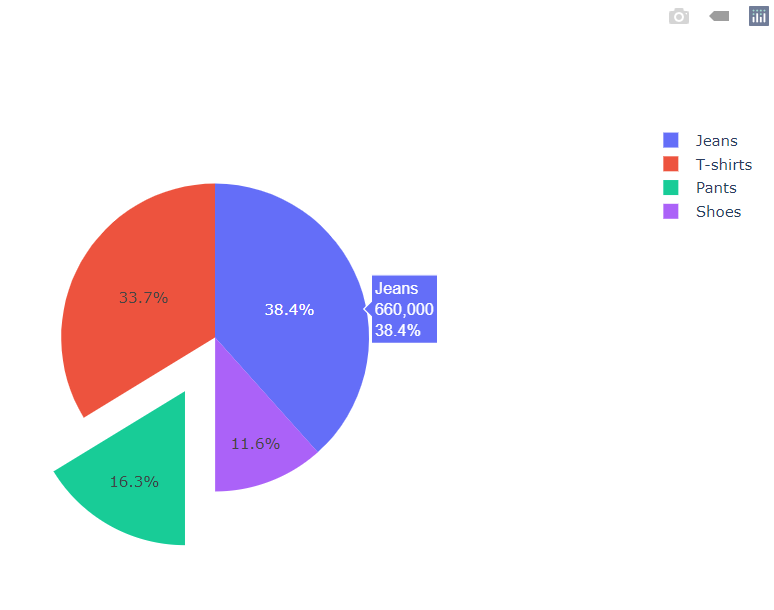 Jeans
T-shirts
Pants
Shoes
33.7%
38.4%
Jeans
660,000
38.4%
11.6%
16.3%